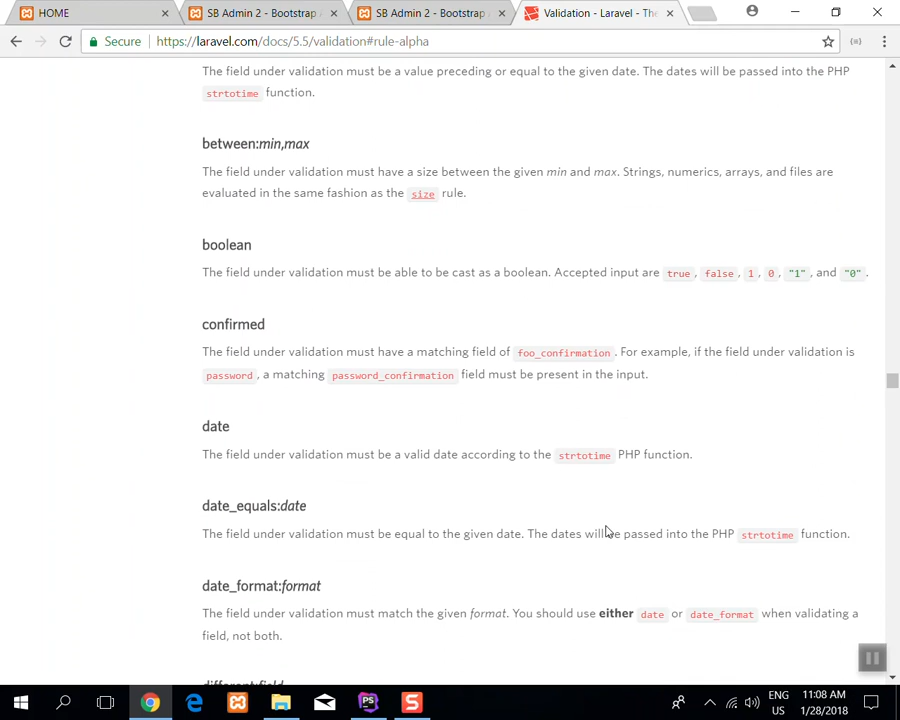 HOME
SB Admin 2 - Bootstrap
SB Admin 2 - Bootstrap
Validation - Laravel - The
Secure https://laravel.com/docs/5.5/validation#rule-alpha
The field under validation must be a value preceding or equal to the given date. The dates will be passed into the PHP
strtotime function.
between:min,max
The field under validation must have a size between the given min and max. Strings, numerics, arrays, and files are
evaluated in the same fashion as the size rule.
boolean
The field under validation must be able to be cast as a boolean. Accepted input are true, false, 1, 0, "1", and "0".
confirmed
The field under validation must have a matching field of foo_confirmation. For example, if the field under validation is
password, a matching password_confirmation field must be present in the input.
date
The field under validation must be a valid date according to the strtotime PHP function.
date_equals:date
The field under validation must be equal to the given date. The dates will be passed into the PHP strtotime function.
date_format:format
The field under validation must match the given format. You should use either date or date_format when validating a
field, not both.
different:field
PS
S
ENG
US
11:08 AM
1/28/2018